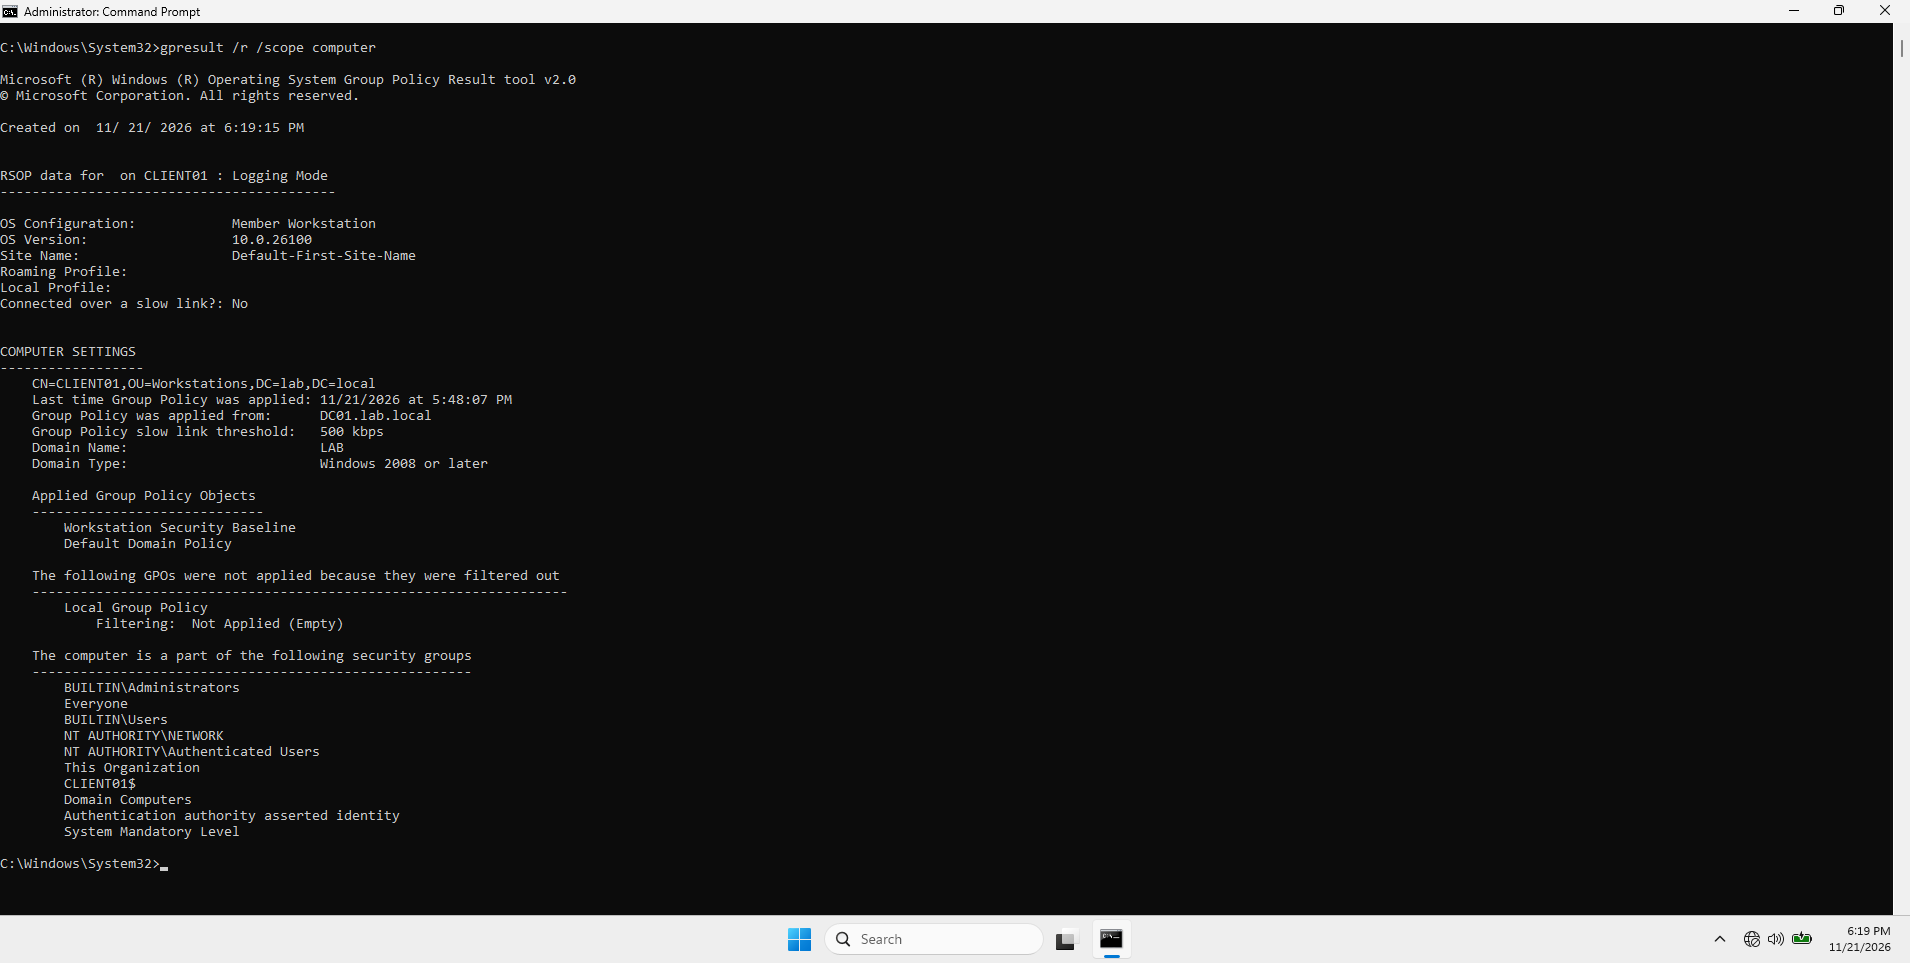 Administrator: Command Prompt
C:\Windows\System32>gpresult /r /scope computer
Microsoft (R) Windows (R) Operating System Group Policy Result tool v2.0
© Microsoft Corporation. All rights reserved.
Created on  11/ 21/ 2026 at 6:19:15 PM
RSOP data for  on CLIENT01 : Logging Mode
------------------------------------------
OS Configuration:            Member Workstation
OS Version:                  10.0.26100
Site Name:                   Default-First-Site-Name
Roaming Profile:
Local Profile:
Connected over a slow link?: No
COMPUTER SETTINGS
------------------
    CN=CLIENT01,OU=Workstations,DC=lab,DC=local
    Last time Group Policy was applied: 11/21/2026 at 5:48:07 PM
    Group Policy was applied from:      DC01.lab.local
    Group Policy slow link threshold:   500 kbps
    Domain Name:                        LAB
    Domain Type:                        Windows 2008 or later
    Applied Group Policy Objects
    -----------------------------
        Workstation Security Baseline
        Default Domain Policy
    The following GPOs were not applied because they were filtered out
    -------------------------------------------------------------------
        Local Group Policy
            Filtering:  Not Applied (Empty)
    The computer is a part of the following security groups
    -------------------------------------------------------
        BUILTIN\Administrators
        Everyone
        BUILTIN\Users
        NT AUTHORITY\NETWORK
        NT AUTHORITY\Authenticated Users
        This Organization
        CLIENT01$
        Domain Computers
        Authentication authority asserted identity
        System Mandatory Level
C:\Windows\System32>
Search
6:19 PM
11/21/2026